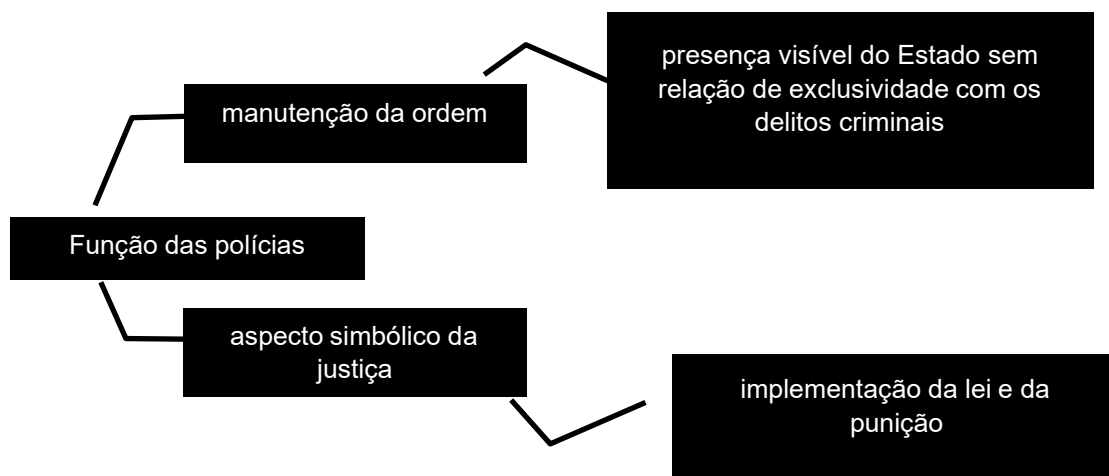 presença visível do Estado sem
relação de exclusividade com os
delitos criminais
manutenção da ordem
Função das polícias
aspecto simbólico da
justiça
implementação da lei e da
punição